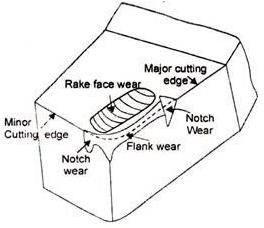 Major cutting
edge
Rake face wear
Notch
Wear
Minor
Cutting edge
Flank wear
Notch
wear